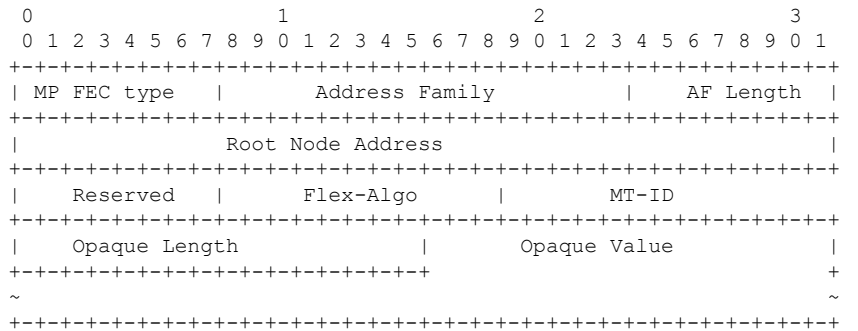 0                   1                   2                   3
 0 1 2 3 4 5 6 7 8 9 0 1 2 3 4 5 6 7 8 9 0 1 2 3 4 5 6 7 8 9 0 1
+-+-+-+-+-+-+-+-+-+-+-+-+-+-+-+-+-+-+-+-+-+-+-+-+-+-+-+-+-+-+-+-+
| MP FEC type   |       Address Family          |    AF Length  |
+-+-+-+-+-+-+-+-+-+-+-+-+-+-+-+-+-+-+-+-+-+-+-+-+-+-+-+-+-+-+-+-+
|                Root Node Address                              |
+-+-+-+-+-+-+-+-+-+-+-+-+-+-+-+-+-+-+-+-+-+-+-+-+-+-+-+-+-+-+-+-+
|    Reserved   |      Flex-Algo      |        MT-ID
+-+-+-+-+-+-+-+-+-+-+-+-+-+-+-+-+-+-+-+-+-+-+-+-+-+-+-+-+-+-+-+-+
|    Opaque Length              |       Opaque Value            |
+-+-+-+-+-+-+-+-+-+-+-+-+-+-+-+-+                               +
~                                                               ~
+-+-+-+-+-+-+-+-+-+-+-+-+-+-+-+-+-+-+-+-+-+-+-+-+-+-+-+-+-+-+-+-+